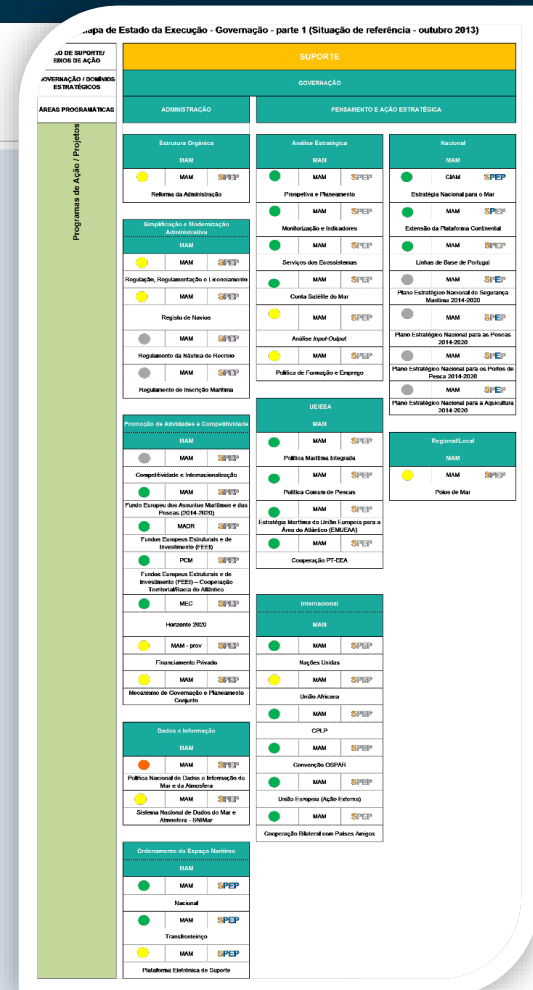 apa de Estado da Execução - Governação - parte 1 (Situação de referência - outubro 2013)
O DE SUPORTE/
EIXOS DE AÇÃO
SUPORTE
OVERNAÇÃO / DOMÍNIOS
ESTRATÉGICOS
GOVERNAÇÃO
ÁREAS PROGRAMÁTICAS
ADMINISTRAÇÃO
PENSAMENTO E AÇÃO ESTRATÉGICA
Programas de Ação / Projetos
Estrutura Orgânica
MAM
MAM SPEP
Reforma da Administração
Simplificação e Modernização
Administrativa
MAM
MAM SPEP
Regulação, Regulamentação e Licenciamento
MAM SPEP
Registo de Navios
MAM SPEP
Regulamento da Náutica de Recreio
MAM SPEP
Regulamento de Inscrição Marítima
Promoção de Atividades e Competitividade
MAM
MAM SPEP
Competitividade e Internacionalização
MAM SPEP
Fundo Europeu dos Assuntos Marítimos e das
Pescas (2014-2020)
MADR SPEP
Fundos Europeus Estruturais e de
Investimento (FEEI)
PCM SPEP
Fundos Europeus Estruturais e de
Investimento (FEEI) – Cooperação
Territorial/Bacia do Atlântico
MEC SPEP
Horizonte 2020
MAM - prov SPEP
Financiamento Privado
MAM SPEP
Mecanismo de Governação e Planeamento
Conjunto
Dados e Informação
MAM
MAM SPEP
Política Nacional de Dados e Informação do
Mar e da Atmosfera
MAM SPEP
Sistema Nacional de Dados do Mar e
Atmosfera - SNIMar
Ordenamento do Espaço Marítimo
MAM
MAM SPEP
Nacional
MAM SPEP
Transfronteiriço
MAM SPEP
Plataforma Eletrónica de Suporte
Análise Estratégica
MAM
MAM SPEP
Prospetiva e Planeamento
MAM SPEP
Monitorização e Indicadores
MAM SPEP
Serviços dos Ecossistemas
MAM SPEP
Conta Satélite do Mar
MAM SPEP
Análise Input-Output
MAM SPEP
Política de Formação e Emprego
UE/EEA
MAM
MAM SPEP
Política Marítima Integrada
MAM SPEP
Política Comum de Pescas
MAM SPEP
Estratégia Marítima da União Europeia para a
Área do Atlântico (EMUEAA)
MAM SPEP
Cooperação PT-EEA
Internacional
MAM
MAM SPEP
Nações Unidas
MAM SPEP
União Africana
MAM SPEP
CPLP
MAM SPEP
Convenção OSPAR
MAM SPEP
União Europeia (Ação Externa)
MAM SPEP
Cooperação Bilateral com Países Amigos
Nacional
MAM
CIAM SPEP
Estratégia Nacional para o Mar
MAM SPEP
Extensão da Plataforma Continental
MAM SPEP
Linhas de Base de Portugal
MAM SPEP
Plano Estratégico Nacional de Segurança
Marítima 2014-2020
MAM SPEP
Plano Estratégico Nacional para as Pescas
2014-2020
MAM SPEP
Plano Estratégico Nacional para os Portos de
Pesca 2014-2020
MAM SPEP
Plano Estratégico Nacional para a Aquicultura
2014-2020
Regional/Local
MAM
MAM SPEP
Polos de Mar